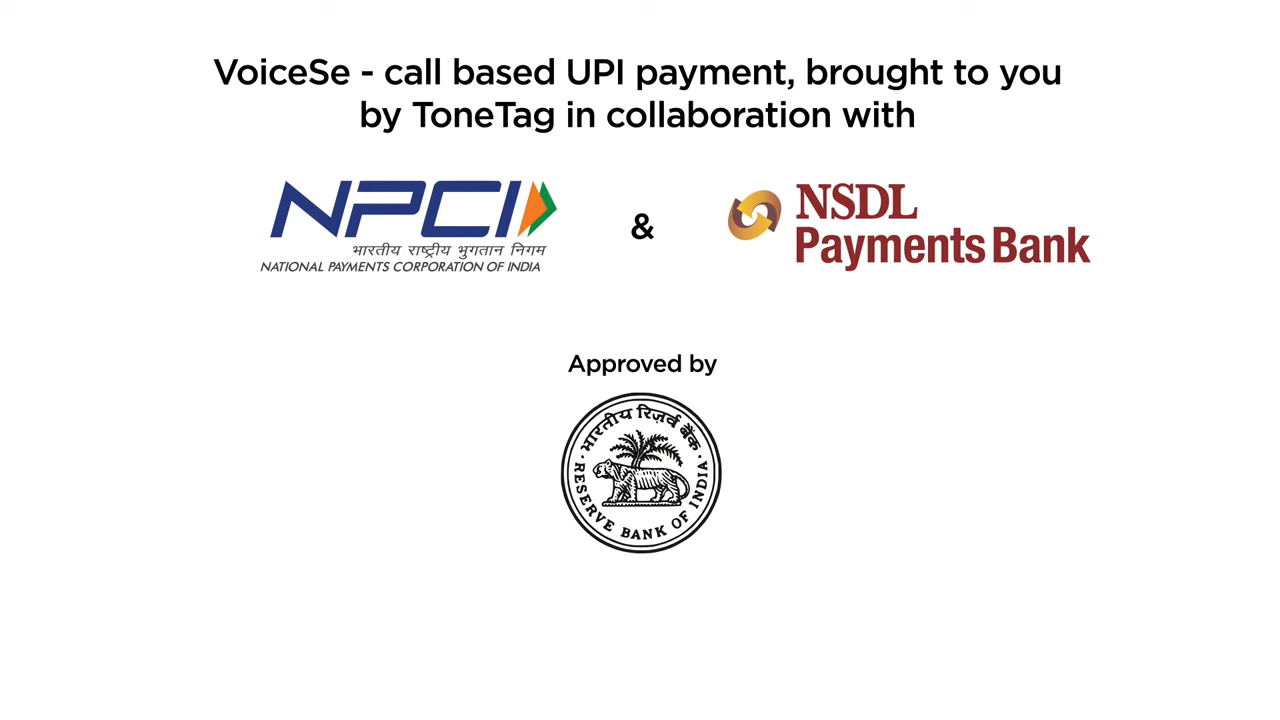 VoiceSe - call based UPI payment, brought to you
by ToneTag in collaboration with
NPCI
भारतीय राष्ट्रीय भुगतान निगम
NATIONAL PAYMENTS CORPORATION OF INDIA
&
NSDL
Payments Bank
Approved by
भारतीय रिज़र्व बैंक
RESERVE BANK OF INDIA